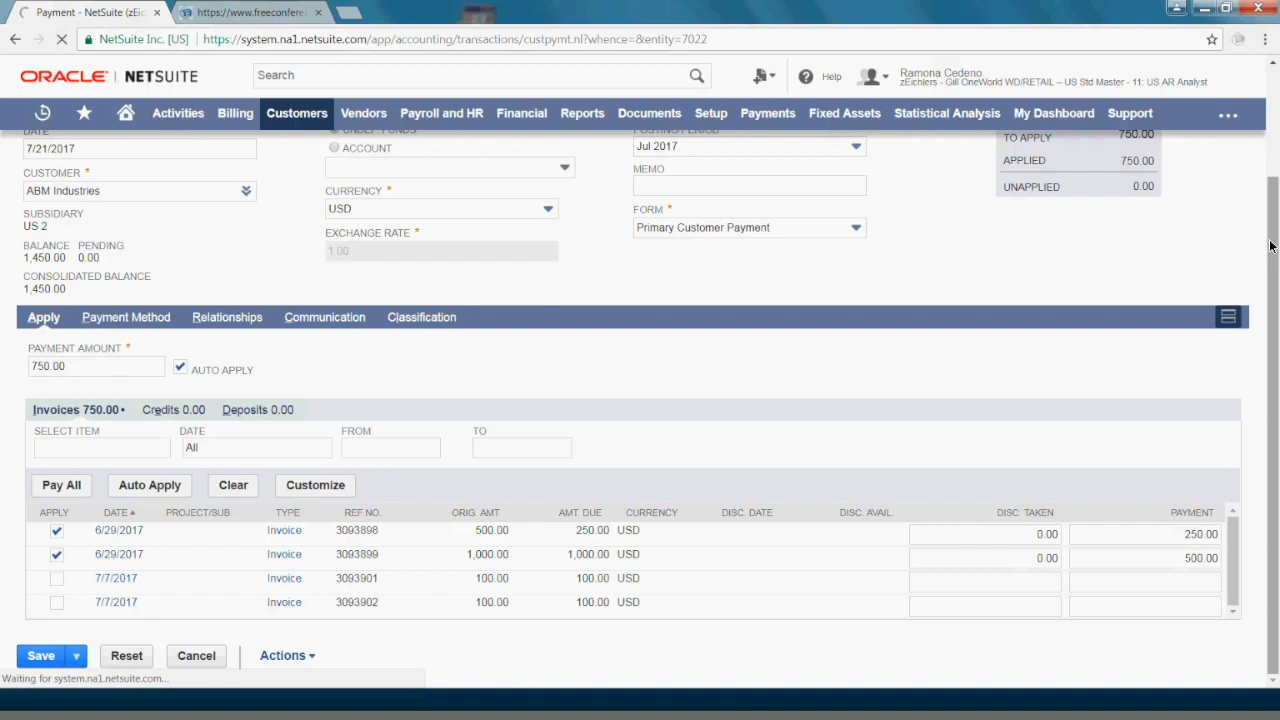 Payment - NetSuite (zEic
https://www.freeconfere
NetSuite Inc. [US]
https://system.na1.netsuite.com/app/accounting/transactions/custpymt.nl?whence=&entity=7022
ORACLE | NETSUITE
Search
Help
Ramona Cedeno
zEichlers - Gill OneWorld WD/RETAIL – US Std Master - 11: US AR Analyst
Activities
Billing
Customers
Vendors
Payroll and HR
Financial
Reports
Documents
Setup
Payments
Fixed Assets
Statistical Analysis
My Dashboard
Support
DATE
7/21/2017
CUSTOMER *
ABM Industries
SUBSIDIARY
US 2
BALANCE PENDING
1,450.00 0.00
CONSOLIDATED BALANCE
1,450.00
UNDEP. FUNDS
ACCOUNT
CURRENCY *
USD
EXCHANGE RATE *
1.00
POSTING PERIOD
Jul 2017
MEMO
FORM *
Primary Customer Payment
TO APPLY 750.00
APPLIED 750.00
UNAPPLIED 0.00
Apply
Payment Method
Relationships
Communication
Classification
PAYMENT AMOUNT *
750.00
AUTO APPLY
Invoices 750.00•
Credits 0.00
Deposits 0.00
SELECT ITEM
DATE
FROM
TO
All
Pay All
Auto Apply
Clear
Customize
APPLY DATE PROJECT/SUB TYPE REF NO. ORIG. AMT. AMT. DUE CURRENCY DISC. DATE DISC. AVAIL. DISC. TAKEN PAYMENT
6/29/2017 Invoice 3093898 500.00 250.00 USD 0.00 250.00
6/29/2017 Invoice 3093899 1,000.00 1,000.00 USD 0.00 500.00
7/7/2017 Invoice 3093901 100.00 100.00 USD
7/7/2017 Invoice 3093902 100.00 100.00 USD
Save
Reset
Cancel
Actions
Waiting for system.na1.netsuite.com...